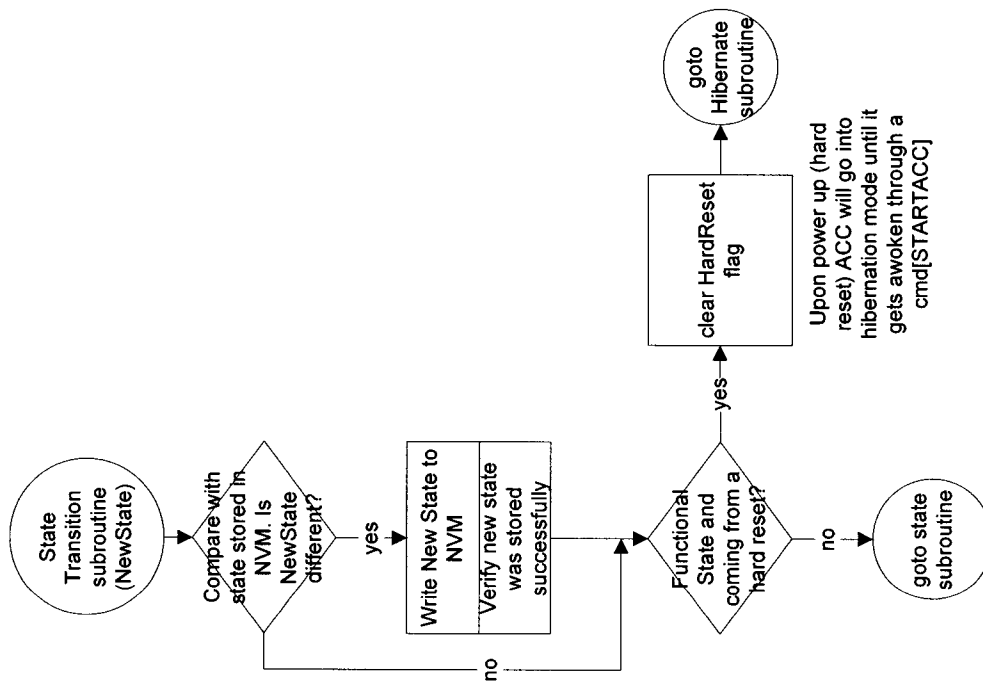 State
Transition
subroutine
(NewState)
Compare with
state stored in
NVM. Is
NewState
different?
yes
no
Write New State to
NVM
Verify new state
was stored
successfully
Functional
State and
coming from a
hard reset?
yes
no
clear HardReset
flag
goto
Hibernate
subroutine
Upon power up (hard
reset) ACC will go into
hibernation mode until it
gets awoken through a
cmd[STARTACC]
goto state
subroutine